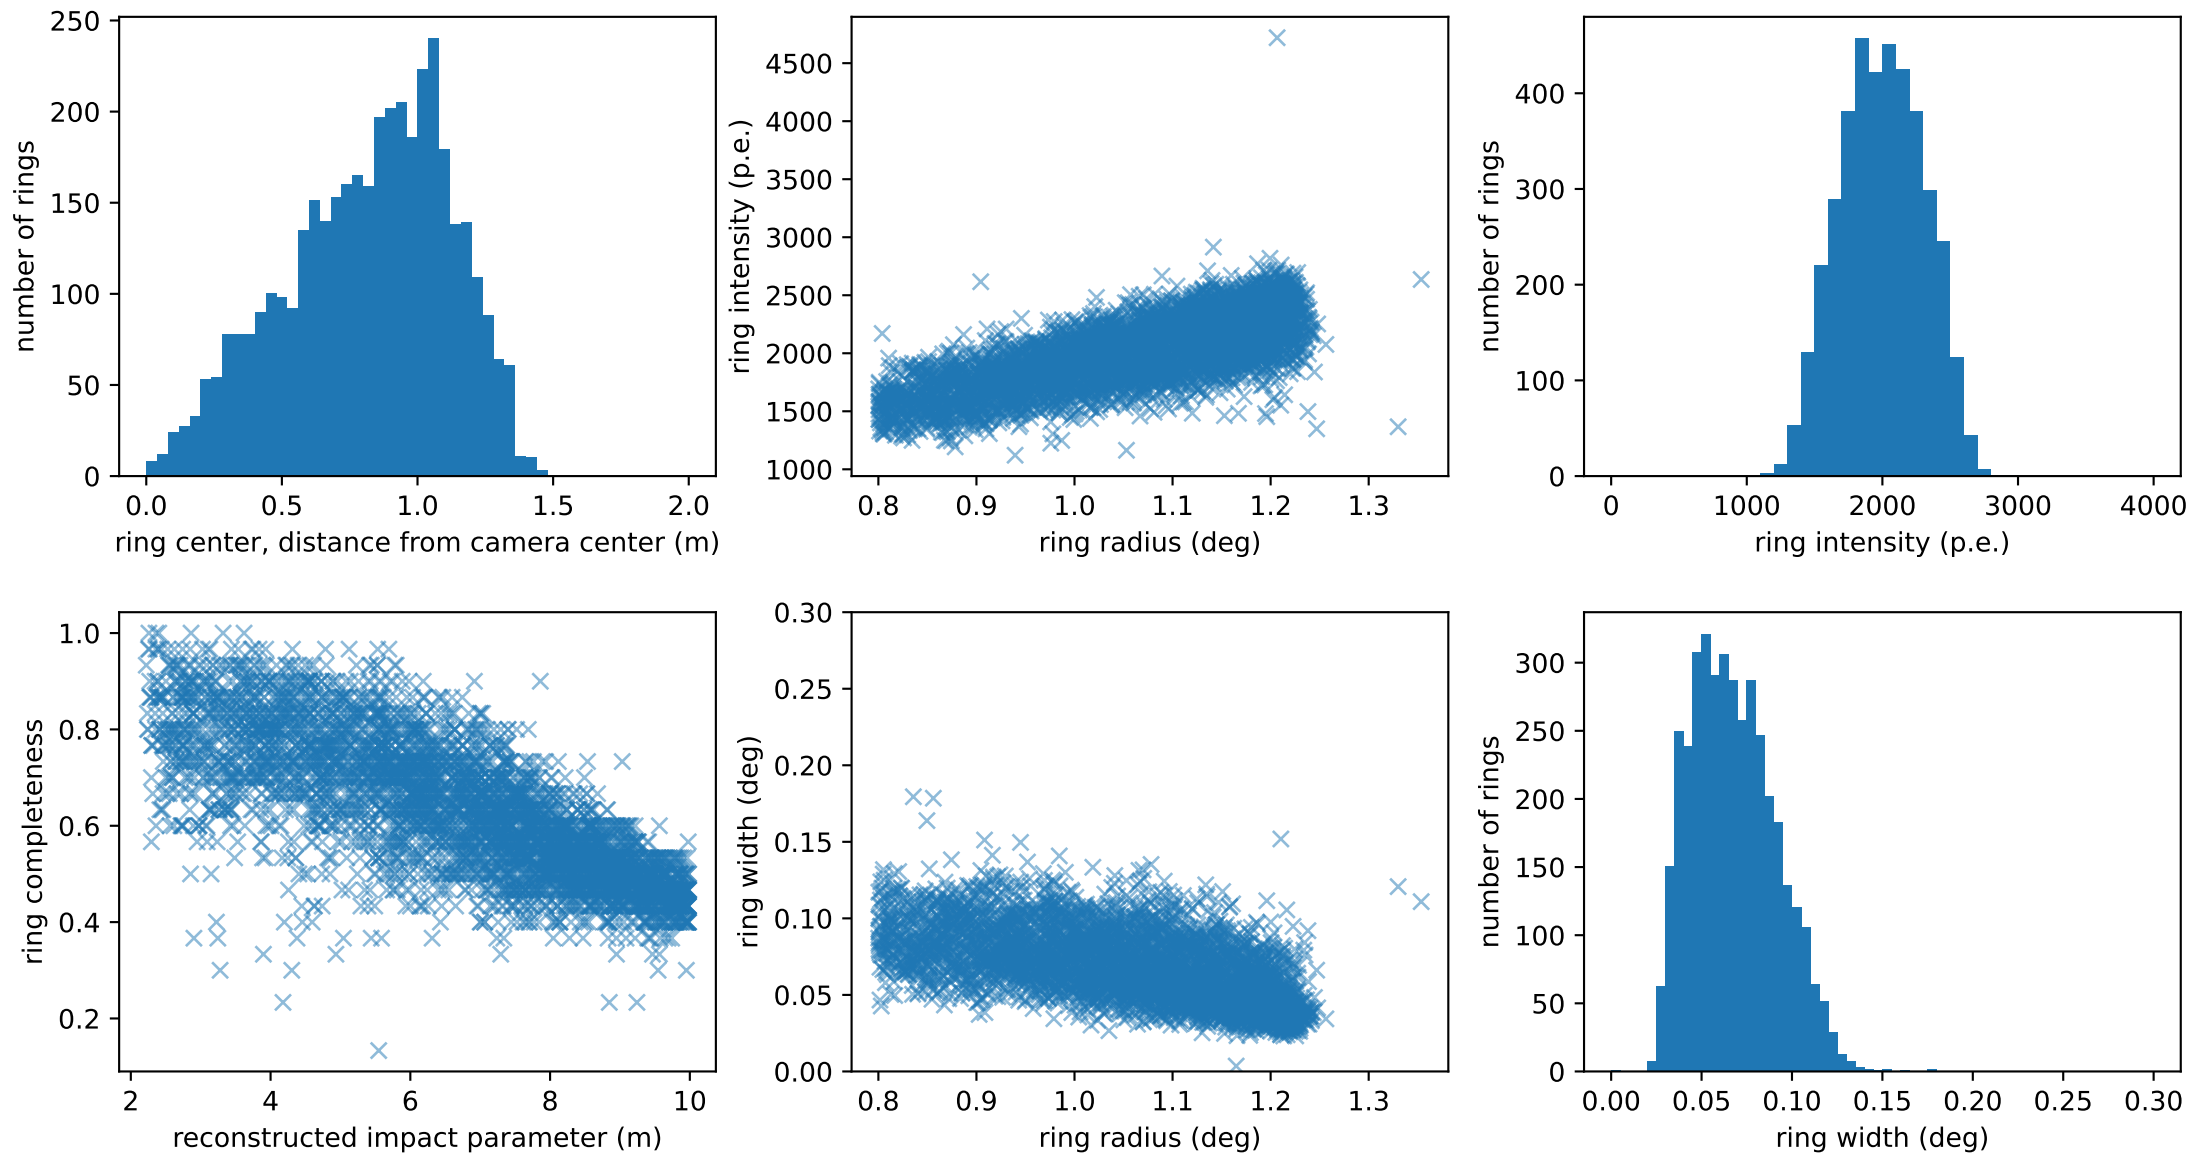 250
200
150
100
50
0
number of rings
0.0 0.5 1.0 1.5 2.0
ring center, distance from camera center (m)
4500
4000
3500
3000
2500
2000
1500
1000
ring intensity (p.e.)
0.8 0.9 1.0 1.1 1.2 1.3
ring radius (deg)
400
300
200
100
0
number of rings
0 1000 2000 3000 4000
ring intensity (p.e.)
1.0
0.8
0.6
0.4
0.2
ring completeness
2 4 6 8 10
reconstructed impact parameter (m)
0.30
0.25
0.20
0.15
0.10
0.05
0.00
ring width (deg)
0.8 0.9 1.0 1.1 1.2 1.3
ring radius (deg)
300
250
200
150
100
50
0
number of rings
0.00 0.05 0.10 0.15 0.20 0.25 0.30
ring width (deg)